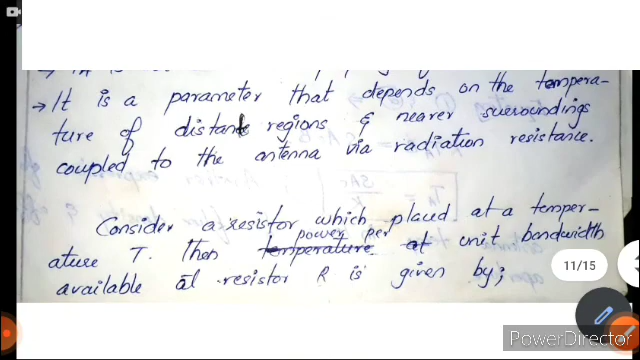 → It is a parameter that depends on the tempera-
ture of distant regions & nearer surroundings
coupled to the antenna via radiation resistance.
Consider a resistor which placed at a temper-
power per
ature T. Then temperature at unit bandwidth
available at resistor R is given by;
11/15
PowerDirector